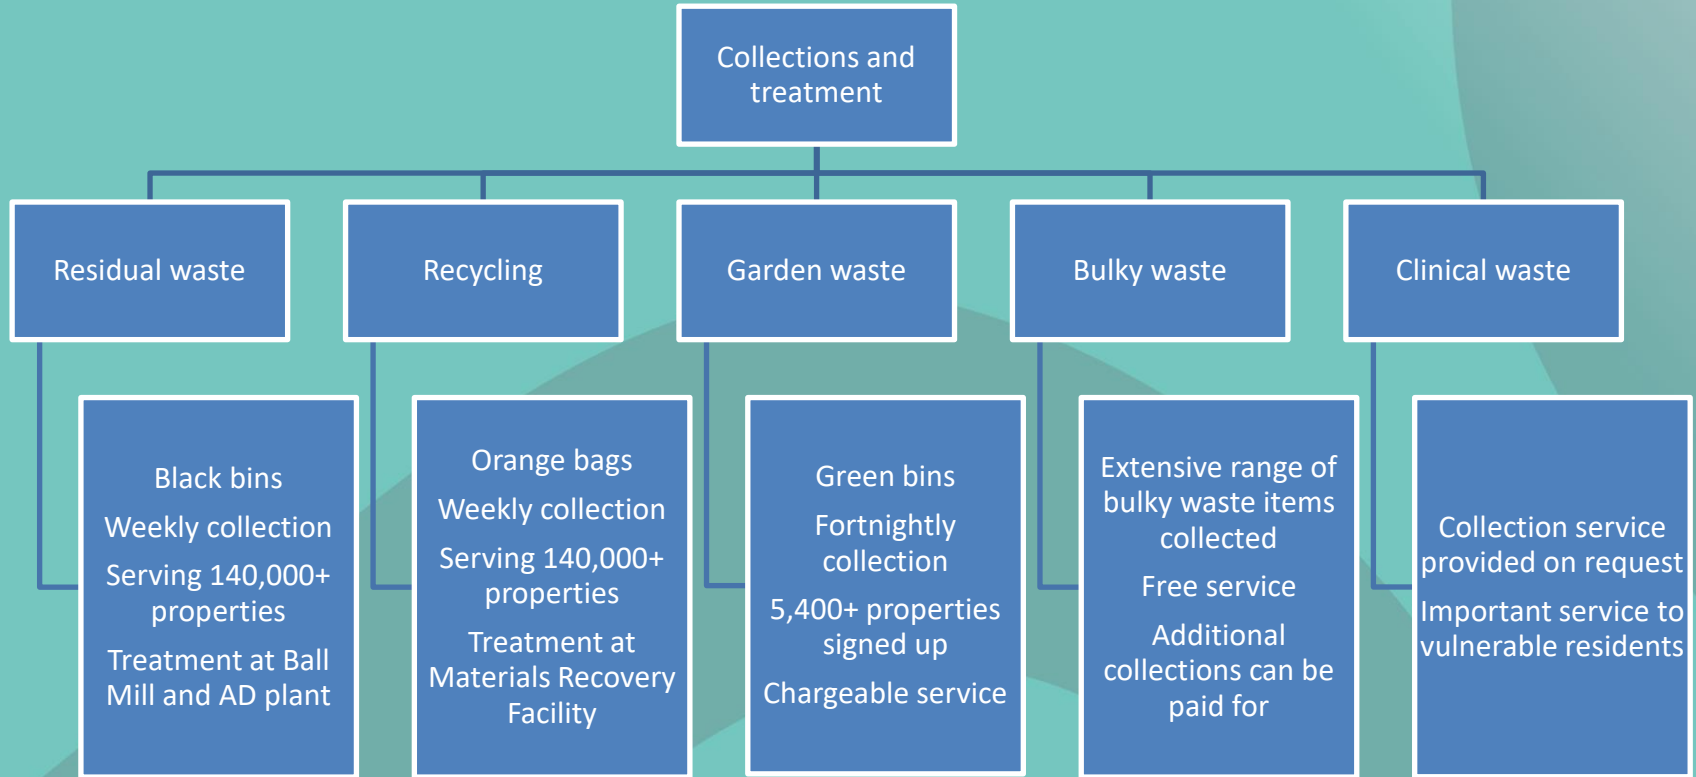 Collections and
treatment
Residual waste
Recycling
Garden waste
Bulky waste
Clinical waste
Black bins
Weekly collection
Serving 140,000+
properties
Treatment at Ball
Mill and AD plant
Orange bags
Weekly collection
Serving 140,000+
properties
Treatment at
Materials Recovery
Facility
Green bins
Fortnightly
collection
5,400+ properties
signed up
Chargeable service
Extensive range of
bulky waste items
collected
Free service
Additional
collections can be
paid for
Collection service
provided on request
Important service to
vulnerable residents